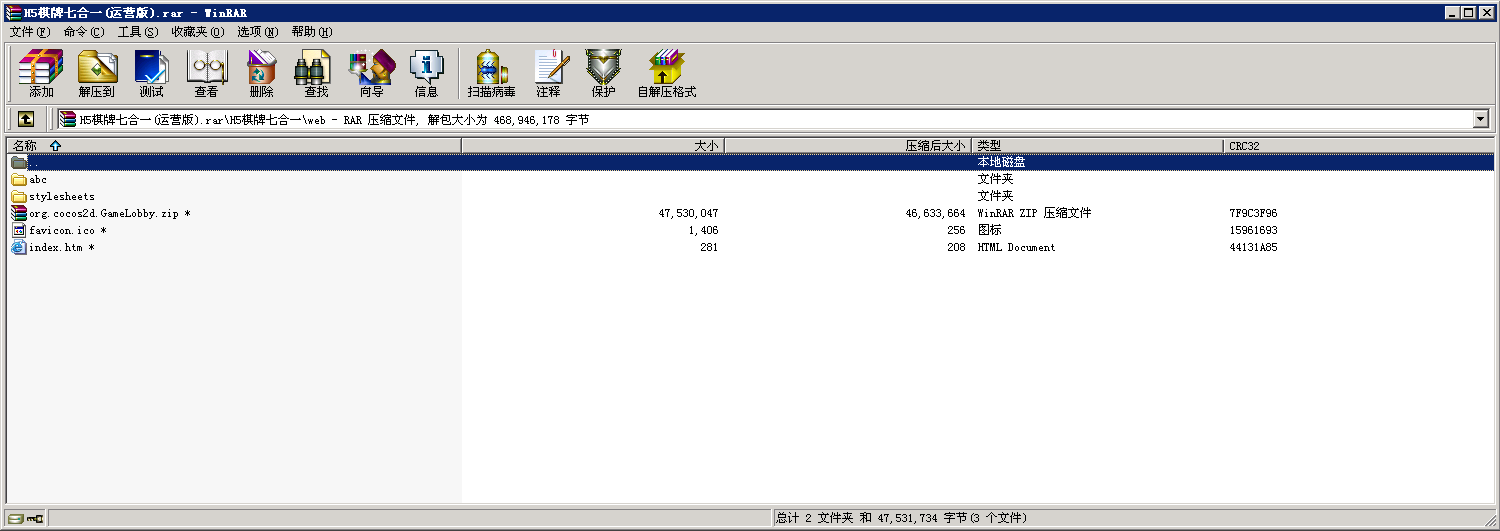 H5棋牌七合一(运营版).rar - WinRAR
文件(F) 命令(C) 工具(S) 收藏夹(O) 选项(N) 帮助(H)
添加 解压到 测试 查看 删除 查找 向导 信息 扫描病毒 注释 保护 自解压格式
H5棋牌七合一(运营版).rar\H5棋牌七合一\web - RAR 压缩文件, 解包大小为 468,946,178 字节
名称 大小 压缩后大小 类型 CRC32
.. 本地磁盘
abc 文件夹
stylesheets 文件夹
org.cocos2d.GameLobby.zip * 47,530,047 46,633,664 WinRAR ZIP 压缩文件 7F9C3F96
favicon.ico * 1,406 256 图标 15961693
index.htm * 281 208 HTML Document 44131A85
总计 2 文件夹 和 47,531,734 字节(3 个文件)